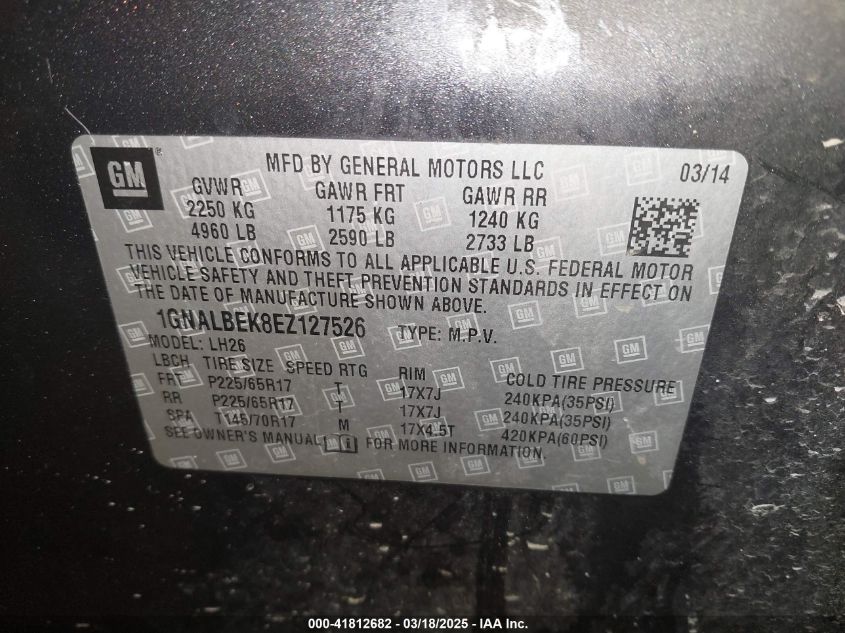 GM
MFD BY GENERAL MOTORS LLC 03/14
GVWR GAWR FRT GAWR RR
2250 KG 1175 KG 1240 KG
4960 LB 2590 LB 2733 LB
THIS VEHICLE CONFORMS TO ALL APPLICABLE U.S. FEDERAL MOTOR
VEHICLE SAFETY AND THEFT PREVENTION STANDARDS IN EFFECT ON
THE DATE OF MANUFACTURE SHOWN ABOVE.
1GNALBEK8EZ127526 TYPE: M.P.V.
MODEL: LH26
LBCH TIRE SIZE SPEED RTG RIM COLD TIRE PRESSURE
FRT P225/65R17 T 17X7J 240KPA(35PSI)
RR P225/65R17 T 17X7J 240KPA(35PSI)
SPA T145/70R17 M 17X4.5T 420KPA(60PSI)
SEE OWNER'S MANUAL FOR MORE INFORMATION.
000-41812682 - 03/18/2025 - IAA Inc.